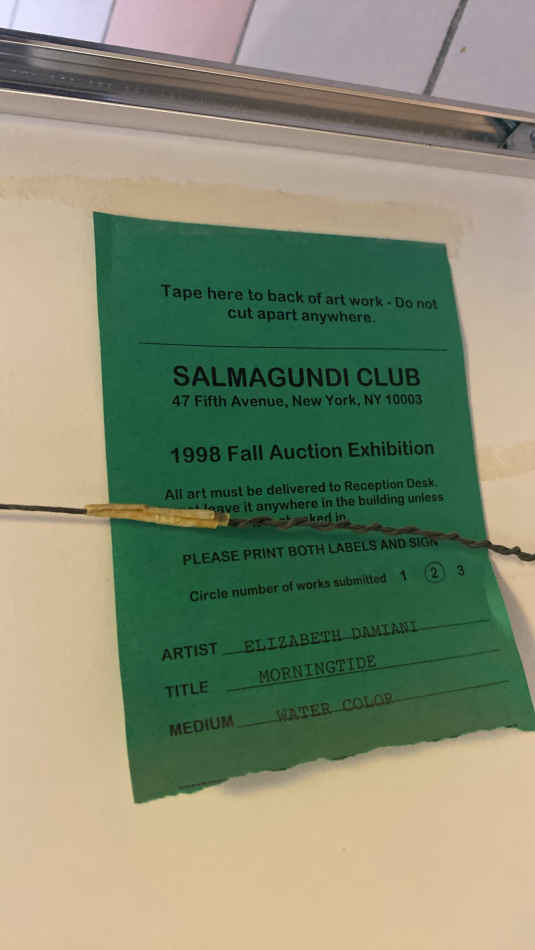 Tape here to back of art work - Do not
cut apart anywhere.
SALMAGUNDI CLUB
47 Fifth Avenue, New York, NY 10003
1998 Fall Auction Exhibition
All art must be delivered to Reception Desk.
leave it anywhere in the building unless
in
PLEASE PRINT BOTH LABELS AND SIGN
Circle number of works submitted 1 2 3
ARTIST ELIZABETH DAMIANI
TITLE MORNINGTIDE
MEDIUM WATER COLOR